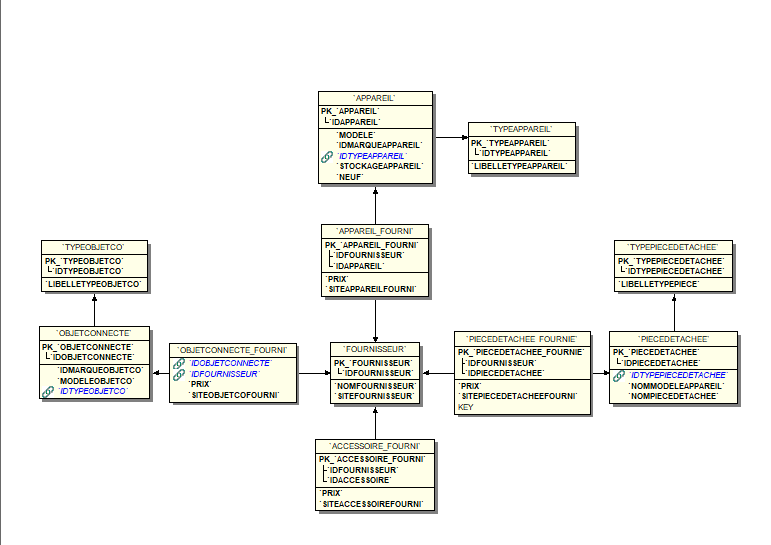 `APPAREIL`
PK_`APPAREIL`
`IDAPPAREIL`
`MODELE`
`IDMARQUEAPPAREIL`
`IDTYPEAPPAREIL`
`STOCKAGEAPPAREIL`
`NEUF`
`TYPEAPPAREIL`
PK_`TYPEAPPAREIL`
`IDTYPEAPPAREIL`
`LIBELLETYPEAPPAREIL`
`APPAREIL_FOURNI`
PK_`APPAREIL_FOURNI`
`IDFOURNISSEUR`
`IDAPPAREIL`
`PRIX`
`SITEAPPAREILFOURNI`
`TYPEOBJETCO`
PK_`TYPEOBJETCO`
`IDTYPEOBJETCO`
`LIBELLETYPEOBJETCO`
`TYPEPIECEDETACHEE`
PK_`TYPEPIECEDETACHEE`
`IDTYPEPIECEDETACHEE`
`LIBELLETYPEPIECE`
`OBJETCONNECTE`
PK_`OBJETCONNECTE`
`IDOBJETCONNECTE`
`IDMARQUEOBJETCO`
`MODELEOBJETCO`
`IDTYPEOBJETCO`
`OBJETCONNECTE_FOURNI`
`IDOBJETCONNECTE`
`IDFOURNISSEUR`
`PRIX`
`SITEOBJETCOFOURNI`
`FOURNISSEUR`
PK_`FOURNISSEUR`
`IDFOURNISSEUR`
`NOMFOURNISSEUR`
`SITEFOURNISSEUR`
`PIECEDETACHEE_FOURNIE`
PK_`PIECEDETACHEE_FOURNIE`
`IDFOURNISSEUR`
`IDPIECEDETACHEE`
`PRIX`
`SITEPIECEDETACHEEFOURNI`
KEY
`PIECEDETACHEE`
PK_`PIECEDETACHEE`
`IDPIECEDETACHEE`
`IDTYPEPIECEDETACHEE`
`NOMMODELEAPPAREIL`
`NOMPIECEDETACHEE`
`ACCESSOIRE_FOURNI`
PK_`ACCESSOIRE_FOURNI`
`IDFOURNISSEUR`
`IDACCESSOIRE`
`PRIX`
`SITEACCESSOIREFOURNI`